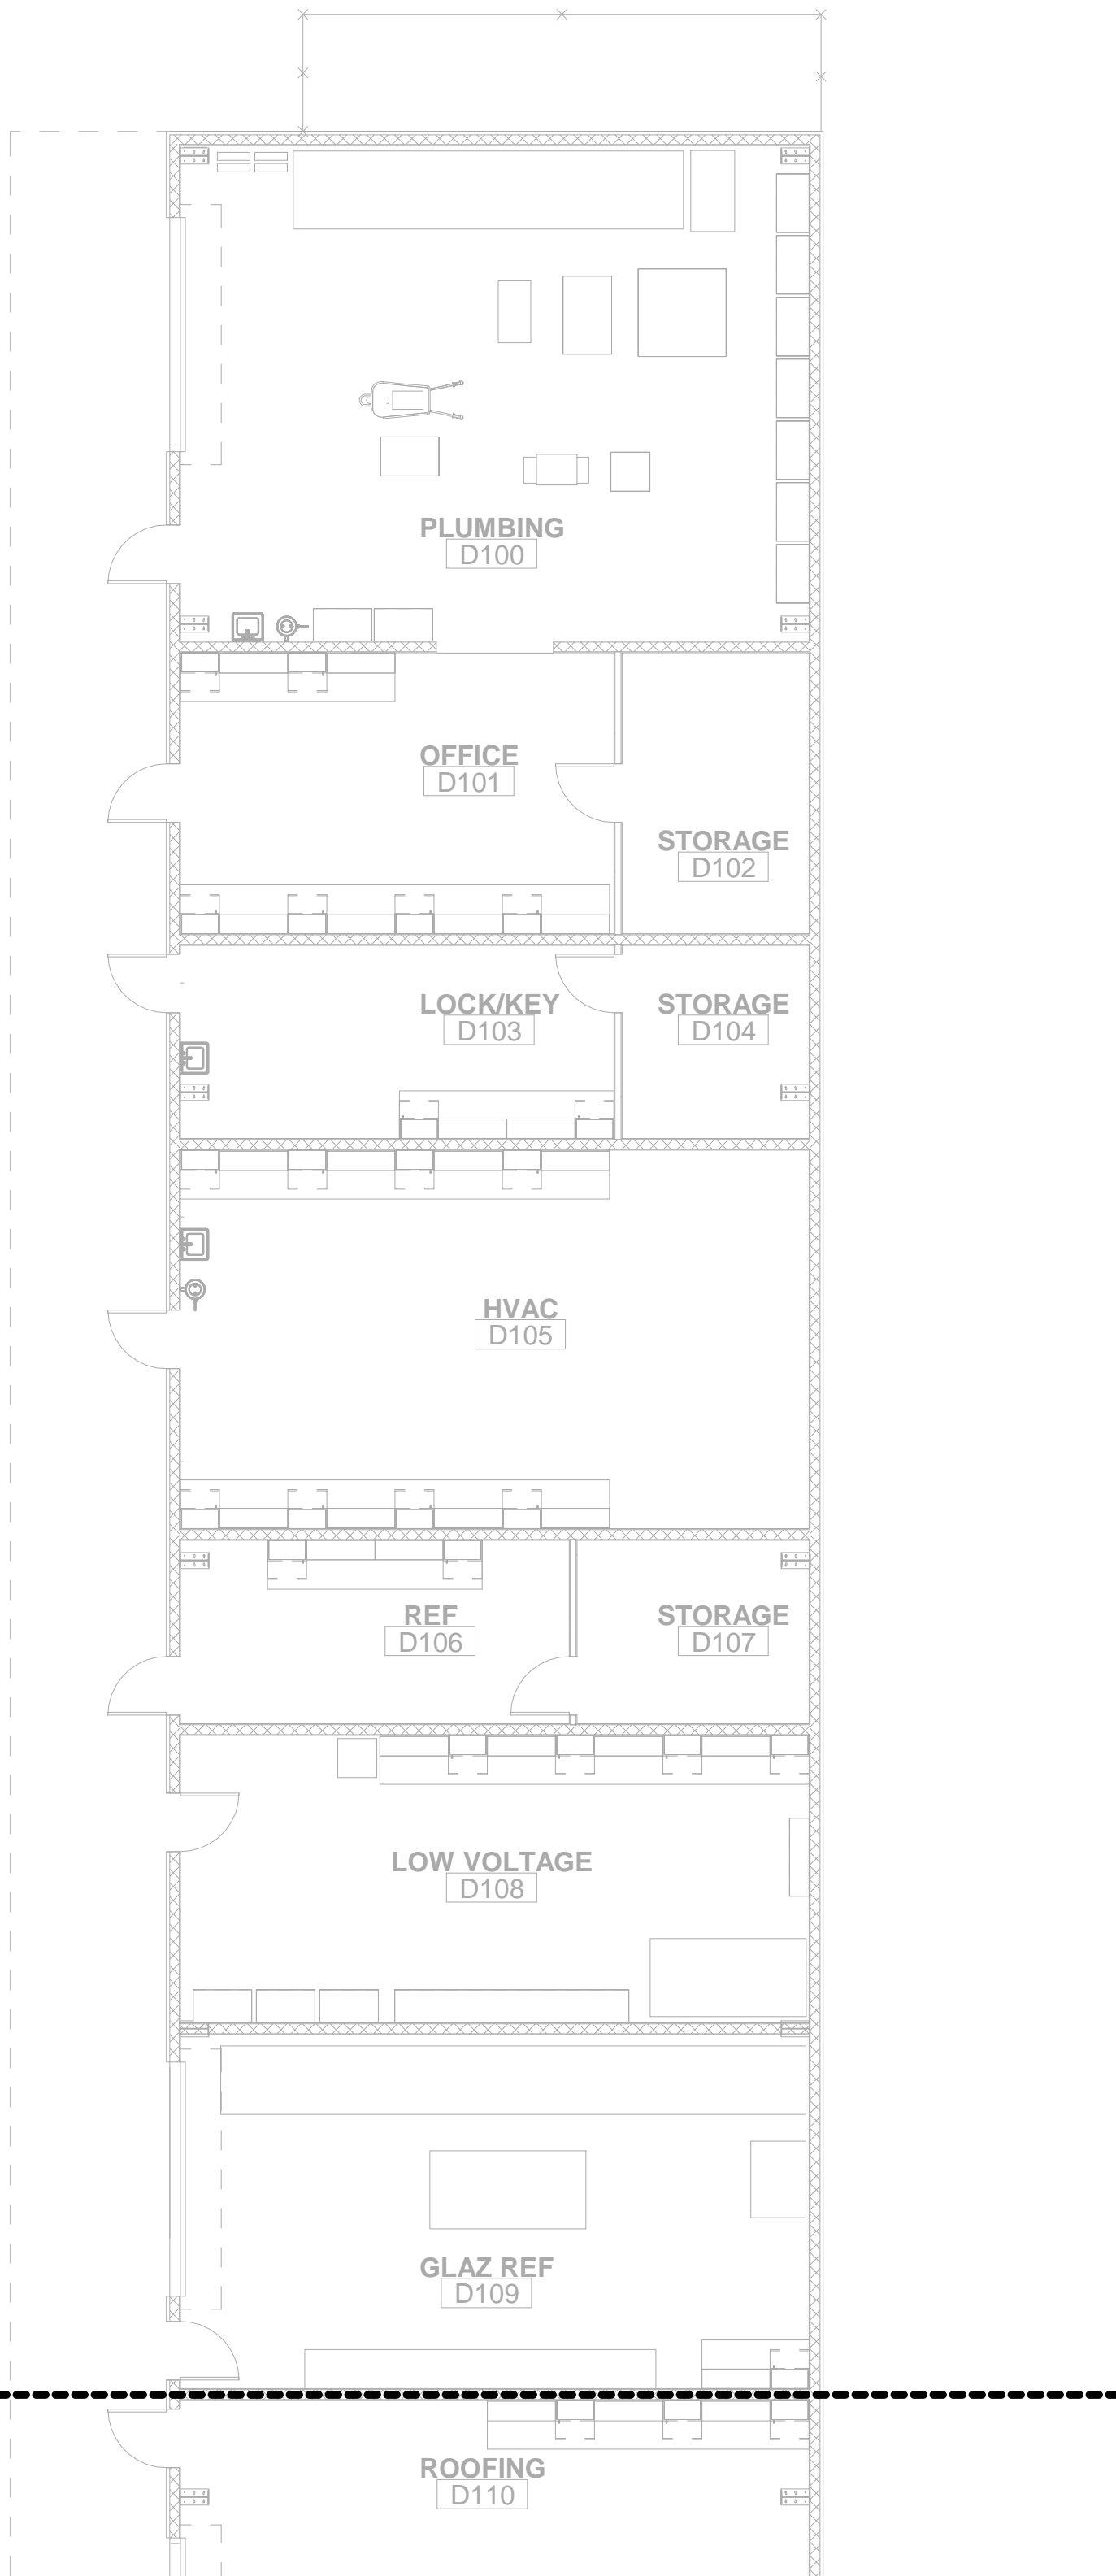 PLUMBING
D100
OFFICE
D101
STORAGE
D102
LOCK/KEY
D103
STORAGE
D104
HVAC
D105
REF
D106
STORAGE
D107
LOW VOLTAGE
D108
GLAZ REF
D109
ROOFING
D110